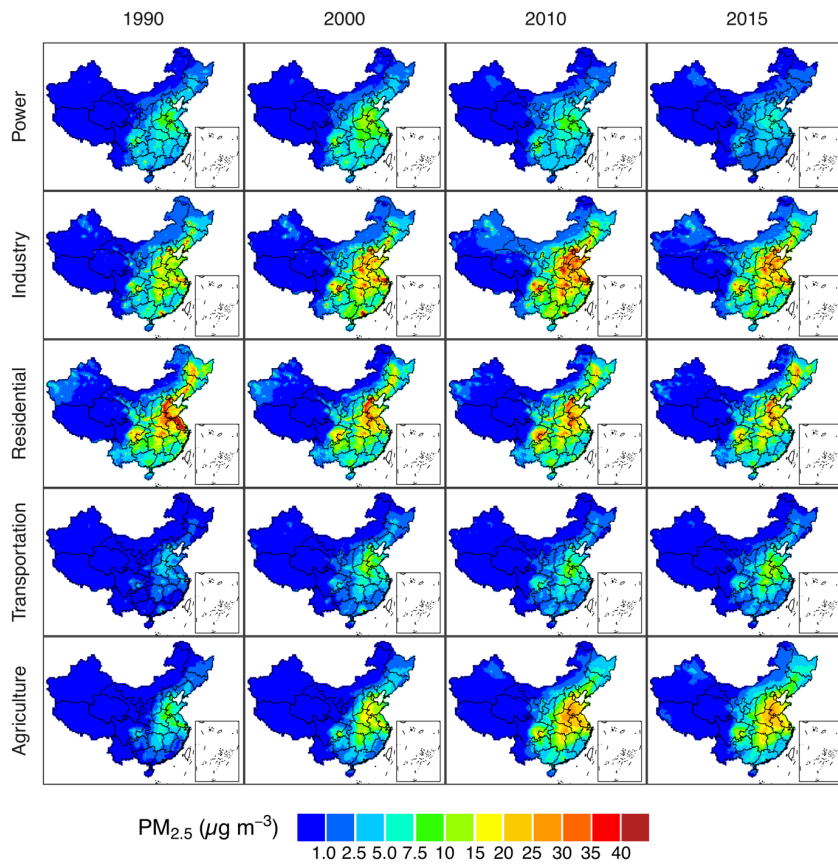 1990 2000 2010 2015
Power
Industry
Residential
Transportation
Agriculture
PM2.5 (μg m−3)
1.0 2.5 5.0 7.5 10 15 20 25 30 35 40